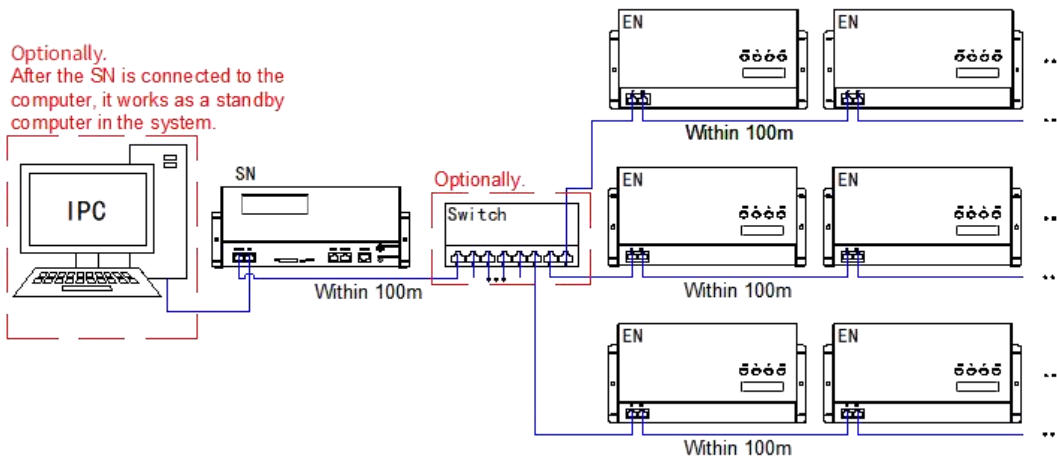 Optionally.
After the SN is connected to the
computer, it works as a standby
computer in the system.
IPC
SN
Within 100m
Optionally.
Switch
EN
EN
Within 100m
EN
EN
Within 100m
EN
EN
Within 100m